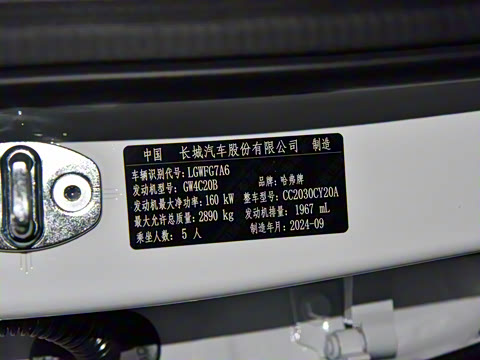 中国 长城汽车股份有限公司 制造
车辆识别代号: LGWFG7A6
发动机型号: GW4C20B 品牌: 哈弗牌
发动机最大净功率: 160 kW 整车型号: CC2030CY20A
最大允许总质量: 2890 kg 发动机排量: 1967 mL
乘坐人数: 5 人 制造年月: 2024-09